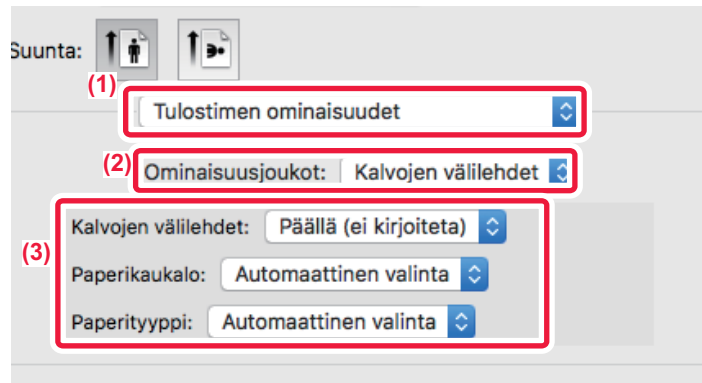 Suunta:
(1)
Tulostimen ominaisuudet
(2)
Ominaisuusjoukot: Kalvojen välilehdet
(3)
Kalvojen välilehdet: Päällä (ei kirjoiteta)
Paperikaukalo: Automaattinen valinta
Paperityyppi: Automaattinen valinta